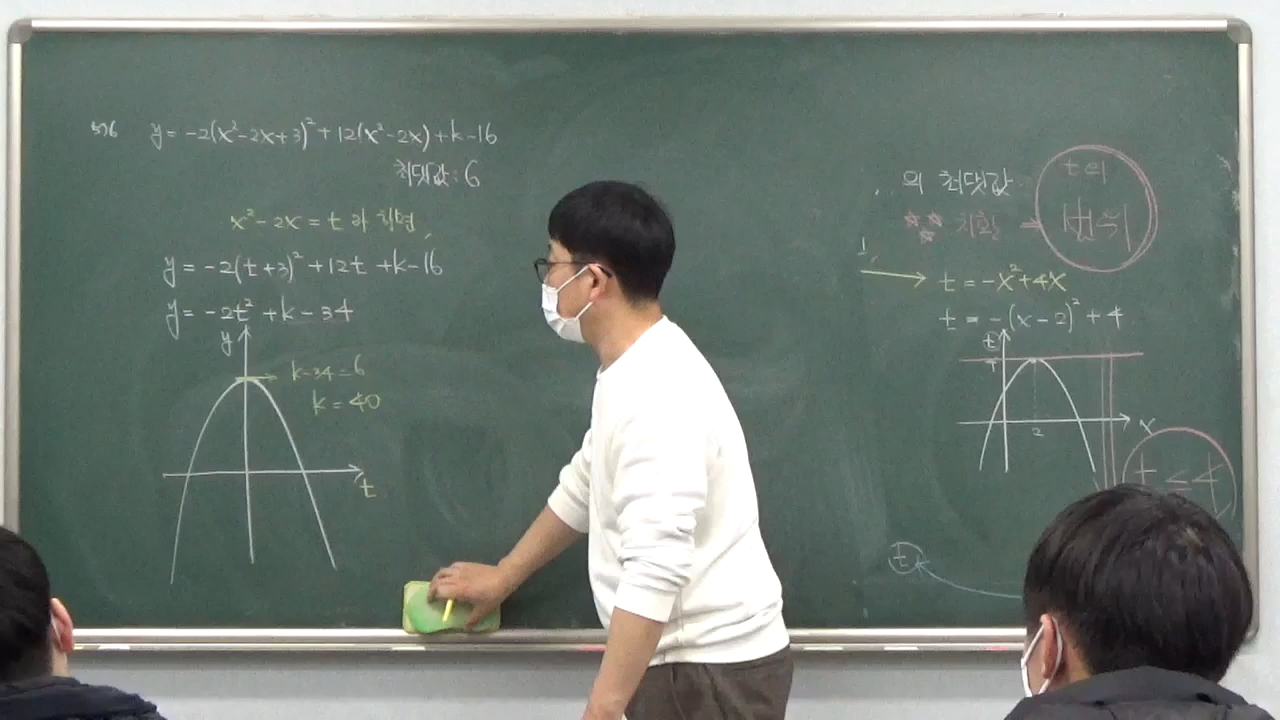 576 y = -2(x²-2x+3)² + 12(x²-2x) + k-16
최댓값: 6
x²-2x = t 라 하면,
y = -2(t+3)² + 12t + k-16
y = -2t² + k - 34
y
k-34=6
k = 40
t
의 최댓값
치환 ⇒
t의
범위
t = -x²+4x
t = -(x-2)² + 4
t
4
2
x
t ≤ 4
t